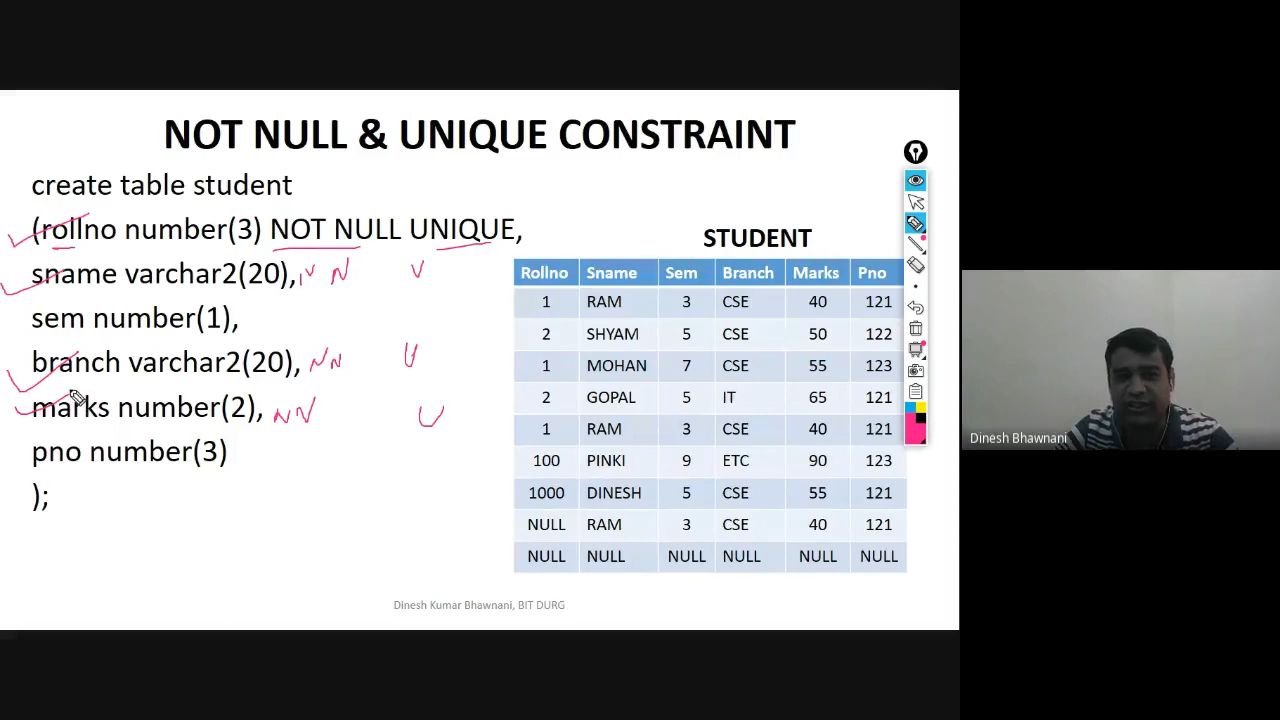 NOT NULL & UNIQUE CONSTRAINT
create table student
(rollno number(3) NOT NULL UNIQUE,
sname varchar2(20), N U
sem number(1),
branch varchar2(20), NN U
marks number(2), NN U
pno number(3)
);
STUDENT
Rollno Sname Sem Branch Marks Pno
1 RAM 3 CSE 40 121
2 SHYAM 5 CSE 50 122
1 MOHAN 7 CSE 55 123
2 GOPAL 5 IT 65 121
1 RAM 3 CSE 40 121
100 PINKI 9 ETC 90 123
1000 DINESH 5 CSE 55 121
NULL RAM 3 CSE 40 121
NULL NULL NULL NULL NULL NULL
Dinesh Kumar Bhawnani, BIT DURG
Dinesh Bhawnani